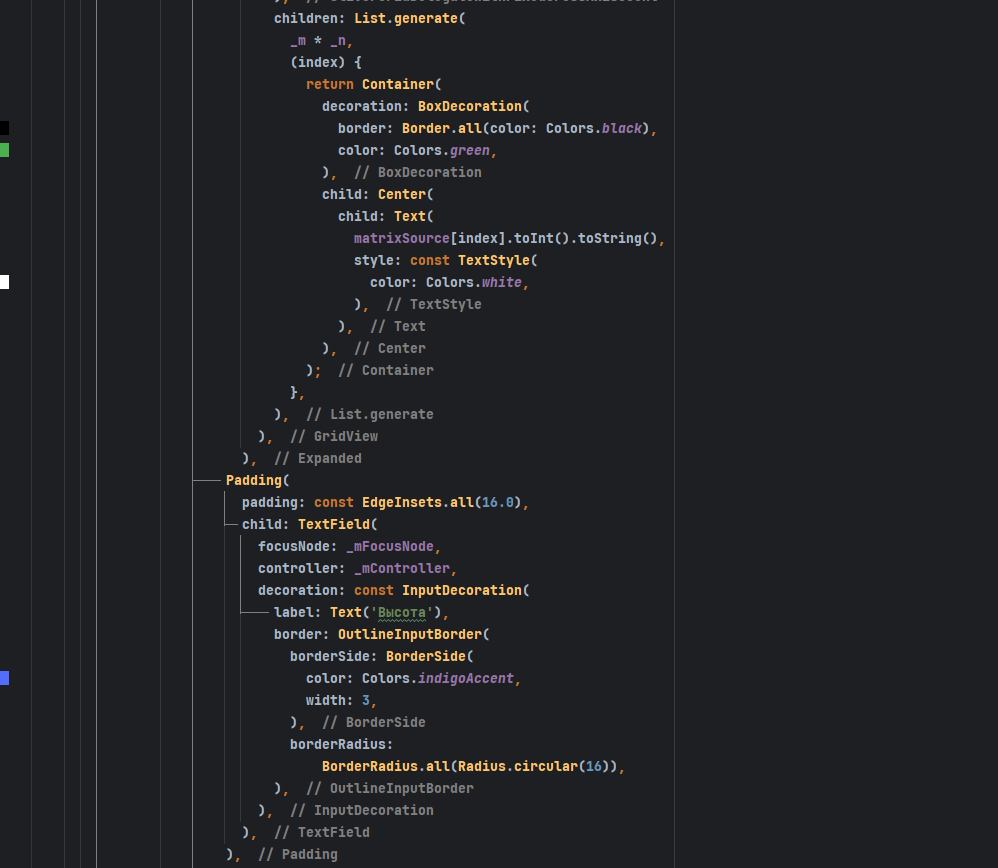 children: List.generate(
_m * _n,
(index) {
return Container(
decoration: BoxDecoration(
border: Border.all(color: Colors.black),
color: Colors.green,
), // BoxDecoration
child: Center(
child: Text(
matrixSource[index].toInt().toString(),
style: const TextStyle(
color: Colors.white,
), // TextStyle
), // Text
), // Center
); // Container
},
), // List.generate
), // GridView
), // Expanded
Padding(
padding: const EdgeInsets.all(16.0),
child: TextField(
focusNode: _mFocusNode,
controller: _mController,
decoration: const InputDecoration(
label: Text('Высота'),
border: OutlineInputBorder(
borderSide: BorderSide(
color: Colors.indigoAccent,
width: 3,
), // BorderSide
borderRadius:
BorderRadius.all(Radius.circular(16)),
), // OutlineInputBorder
), // InputDecoration
), // TextField
), // Padding